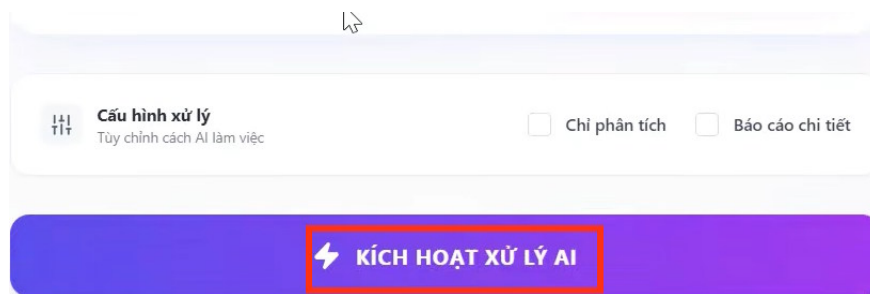 Cấu hình xử lý
Tùy chỉnh cách AI làm việc
Chỉ phân tích
Báo cáo chi tiết
KÍCH HOẠT XỬ LÝ AI